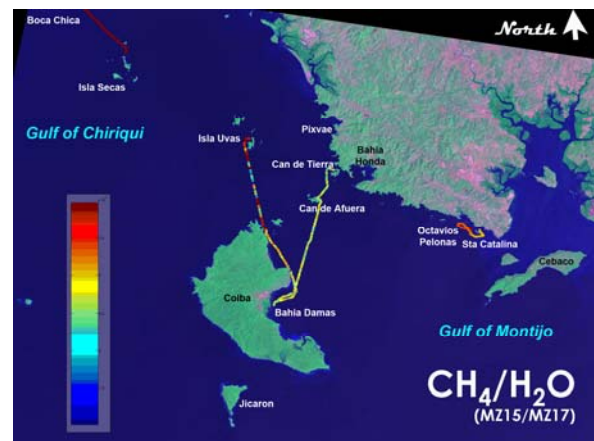 Boca Chica
North
Isla Secas
Gulf of Chiriqui
Isla Uvas
Pixvae
Bahia
Honda
Can de Tierra
Can de Afuera
Octavios
Pelonas
Sta Catalina
Cebaco
Coiba
Bahia Damas
Gulf of Montijo
Jicaron
CH4/H2O
(MZ15/MZ17)